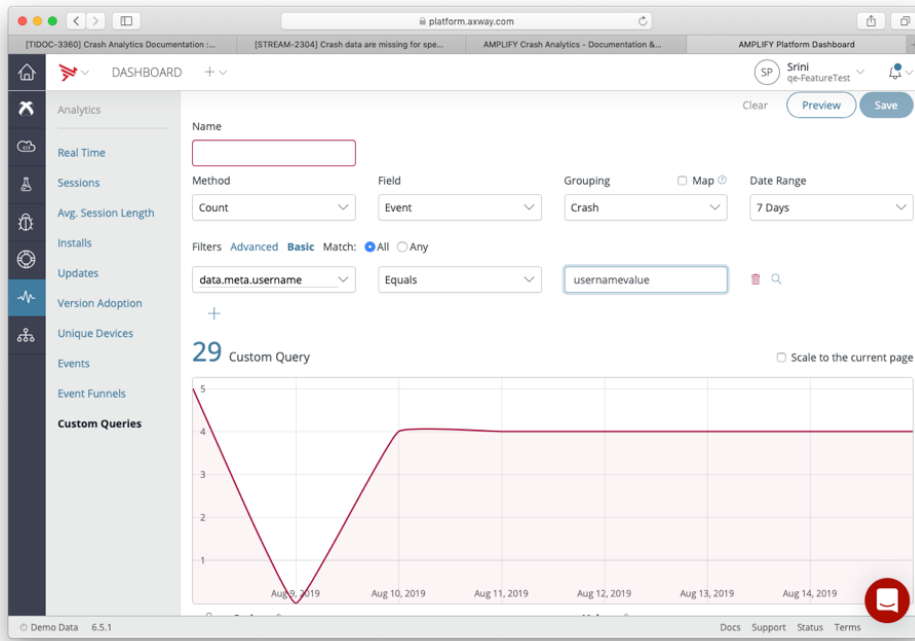 platform.axway.com
[TIDOC-3360] Crash Analytics Documentation :...
[STREAM-2304] Crash data are missing for spe...
AMPLIFY Crash Analytics - Documentation &...
AMPLIFY Platform Dashboard
DASHBOARD
SP
Srini
qe-FeatureTest
Analytics
Clear
Preview
Save
Name
Real Time
Sessions
Avg. Session Length
Installs
Updates
Version Adoption
Unique Devices
Events
Event Funnels
Custom Queries
Method
Field
Grouping
Map
Date Range
Count
Event
Crash
7 Days
Filters Advanced Basic Match: All Any
data.meta.username
Equals
usernamevalue
29 Custom Query
Scale to the current page
5
4
3
2
1
Aug 9, 2019
Aug 10, 2019
Aug 11, 2019
Aug 12, 2019
Aug 13, 2019
Aug 14, 2019
Demo Data 6.5.1
Docs Support Status Terms